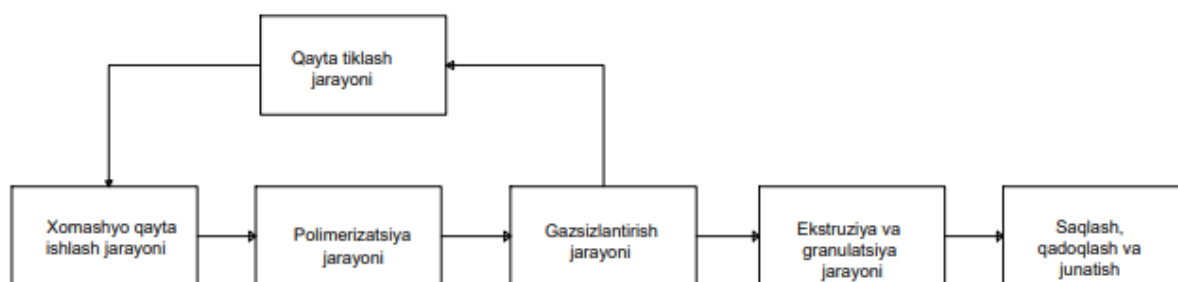 Qayta tiklash
jarayoni
Xomashyo qayta
ishlash jarayoni
Polimerizatsiya
jarayoni
Gazsizlantirish
jarayoni
Ekstruziya va
granulatsiya
jarayoni
Saqlash,
qadoqlash va
junatish